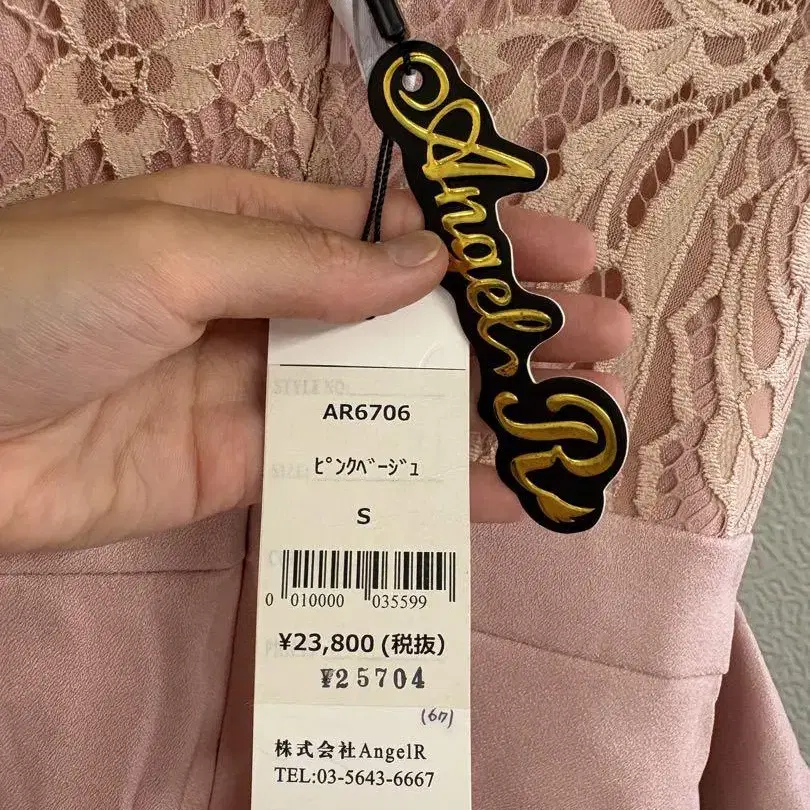 Angel R
STYLE NO.
AR6706
ﾋﾟﾝｸﾍﾞｰｼﾞｭ
SIZE:
S
0 010000 035599
¥23,800 (税抜)
¥25704
(67)
株式会社AngelR
TEL:03-5643-6667